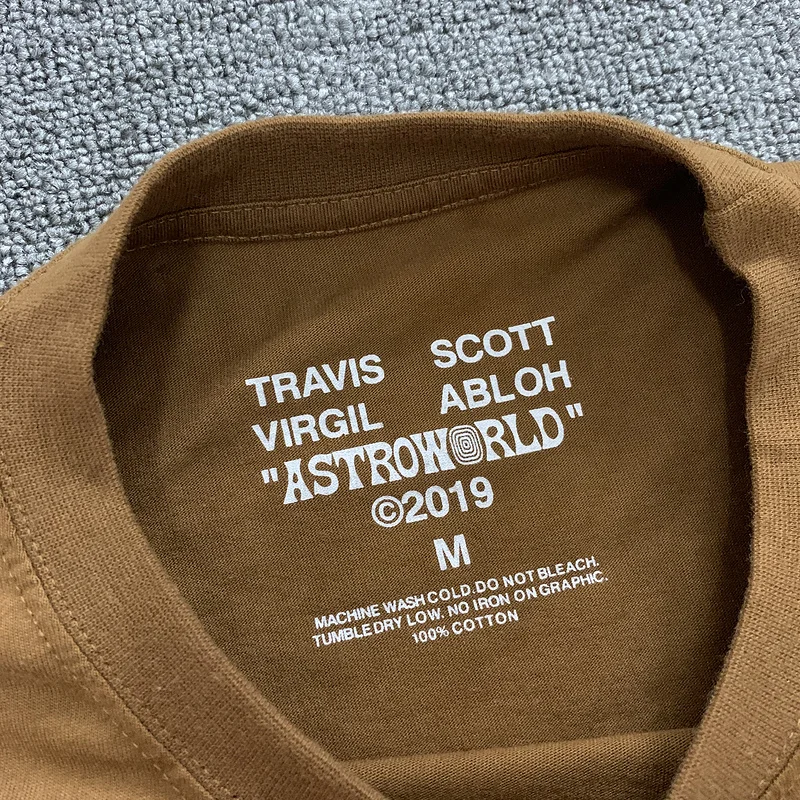 TRAVIS SCOTT
VIRGIL ABLOH
"ASTROWORLD"
©2019
M
MACHINE WASH COLD.DO NOT BLEACH.
TUMBLE DRY LOW. NO IRON ON GRAPHIC.
100% COTTON